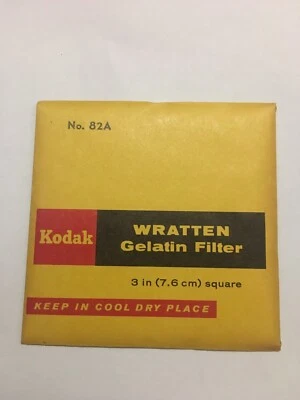 No. 82A
Kodak
WRATTEN
Gelatin Filter
3 in (7,6 cm) square
KEEP IN COOL DRY PLACE